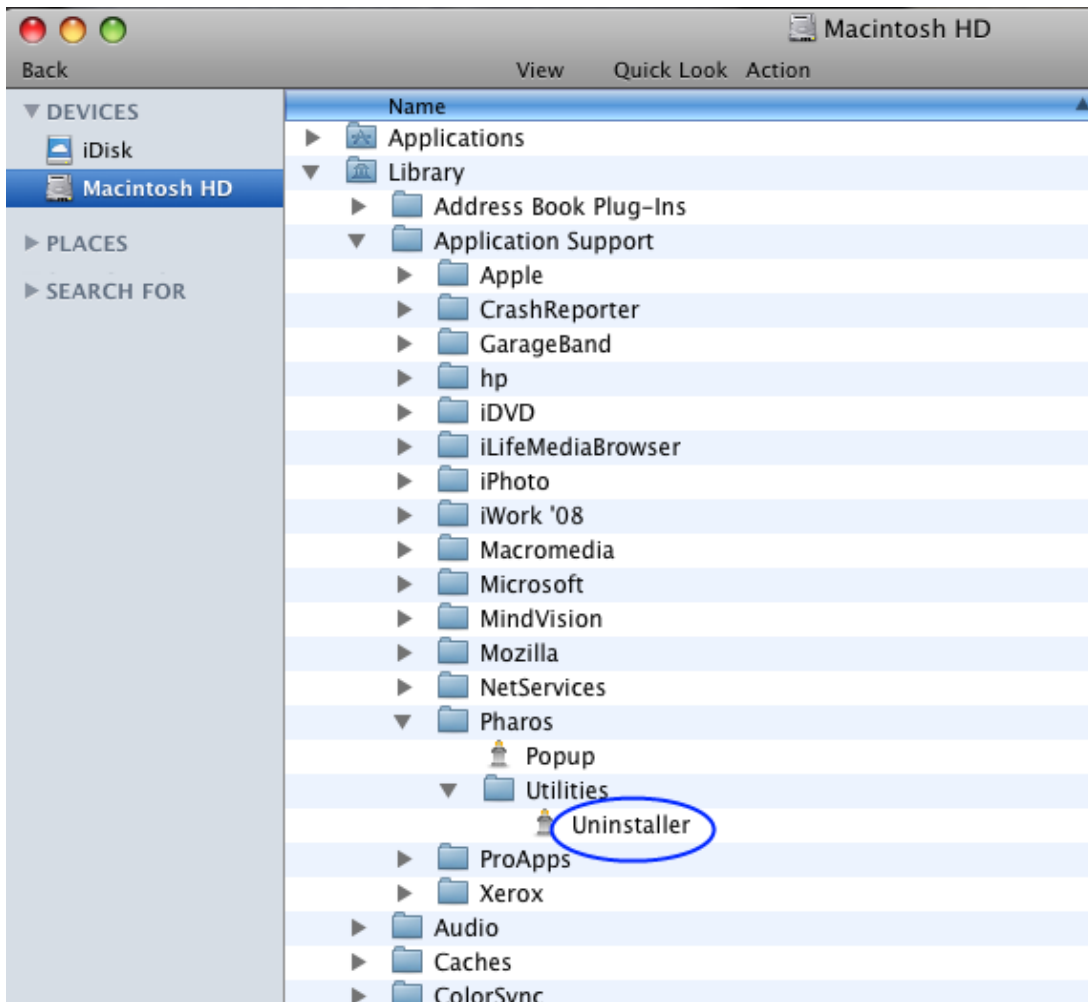 Macintosh HD
Back View Quick Look Action
DEVICES
iDisk
Macintosh HD
PLACES
SEARCH FOR
Name
Applications
Library
Address Book Plug-Ins
Application Support
Apple
CrashReporter
GarageBand
hp
iDVD
iLifeMediaBrowser
iPhoto
iWork '08
Macromedia
Microsoft
MindVision
Mozilla
NetServices
Pharos
Popup
Utilities
Uninstaller
ProApps
Xerox
Audio
Caches
ColorSync